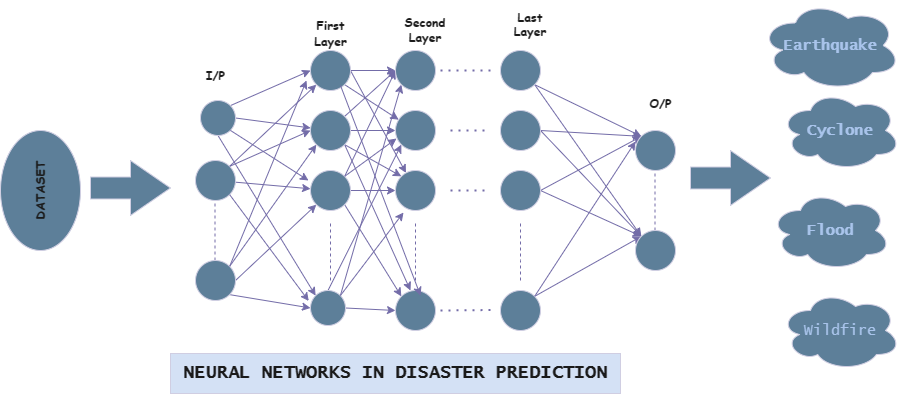 DATASET
I/P
First
Layer
Second
Layer
Last
Layer
O/P
Earthquake
Cyclone
Flood
Wildfire
NEURAL NETWORKS IN DISASTER PREDICTION